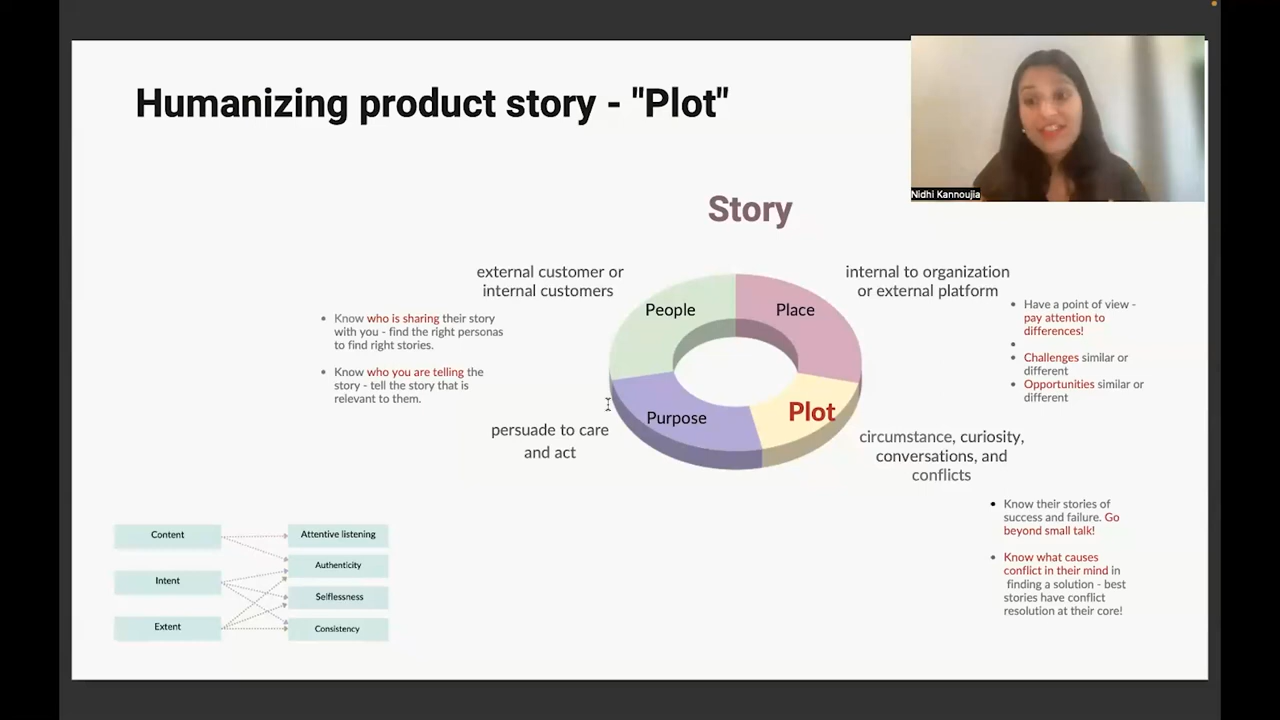 Humanizing product story - "Plot"
Nidhi Kannoujia
Story
external customer or
internal customers
internal to organization
or external platform
People
Place
Purpose
Plot
• Know who is sharing their story
with you - find the right personas
to find right stories.
• Know who you are telling the
story - tell the story that is
relevant to them.
• Have a point of view -
pay attention to
differences!
•
• Challenges similar or
different
• Opportunities similar or
different
persuade to care
and act
circumstance, curiosity,
conversations, and
conflicts
• Know their stories of
success and failure. Go
beyond small talk!
• Know what causes
conflict in their mind in
finding a solution - best
stories have conflict
resolution at their core!
Content
Intent
Extent
Attentive listening
Authenticity
Selflessness
Consistency